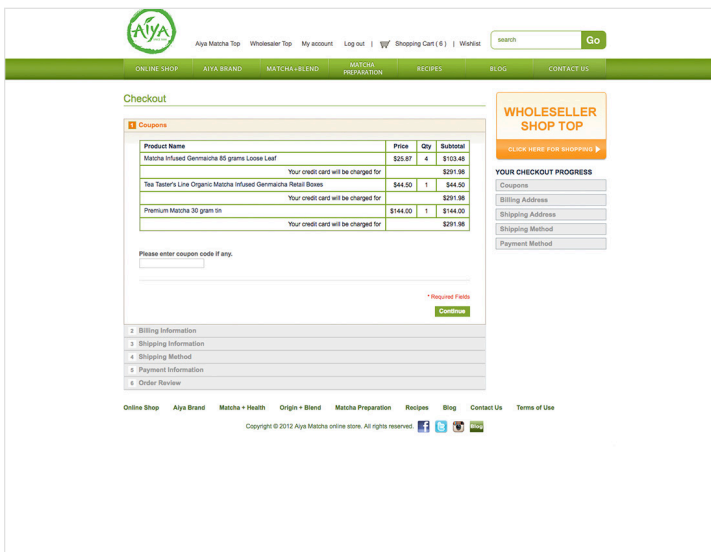 AiYA
Aiya Matcha Top Wholesaler Top My account Log out | Shopping Cart ( 6 ) | Wishlist
search Go
ONLINE SHOP AIYA BRAND MATCHA+BLEND MATCHA PREPARATION RECIPES BLOG CONTACT US
Checkout
1 Coupons
Product Name Price Qty Subtotal
Matcha Infused Genmaicha 85 grams Loose Leaf $25.87 4 $103.48
Your credit card will be charged for $291.98
Tea Taster's Line Organic Matcha Infused Genmaicha Retail Boxes $44.50 1 $44.50
Your credit card will be charged for $291.98
Premium Matcha 30 gram tin $144.00 1 $144.00
Your credit card will be charged for $291.98
Please enter coupon code if any.
* Required Fields
Continue
2 Billing Information
3 Shipping Information
4 Shipping Method
5 Payment Information
6 Order Review
WHOLESELLER
SHOP TOP
CLICK HERE FOR SHOPPING
YOUR CHECKOUT PROGRESS
Coupons
Billing Address
Shipping Address
Shipping Method
Payment Method
Online Shop Aiya Brand Matcha + Health Origin + Blend Matcha Preparation Recipes Blog Contact Us Terms of Use
Copyright © 2012 Aiya Matcha online store. All rights reserved. Blog